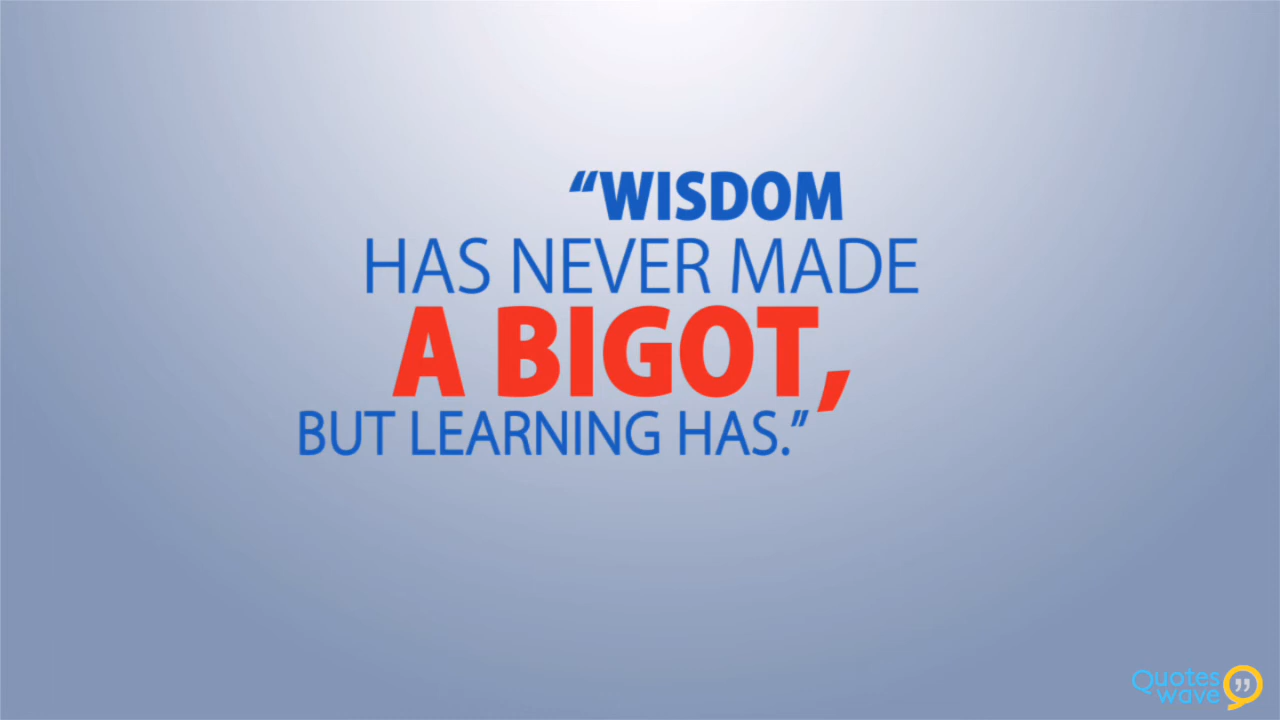 “WISDOM
HAS NEVER MADE
A BIGOT,
BUT LEARNING HAS.”
Quotes
wave